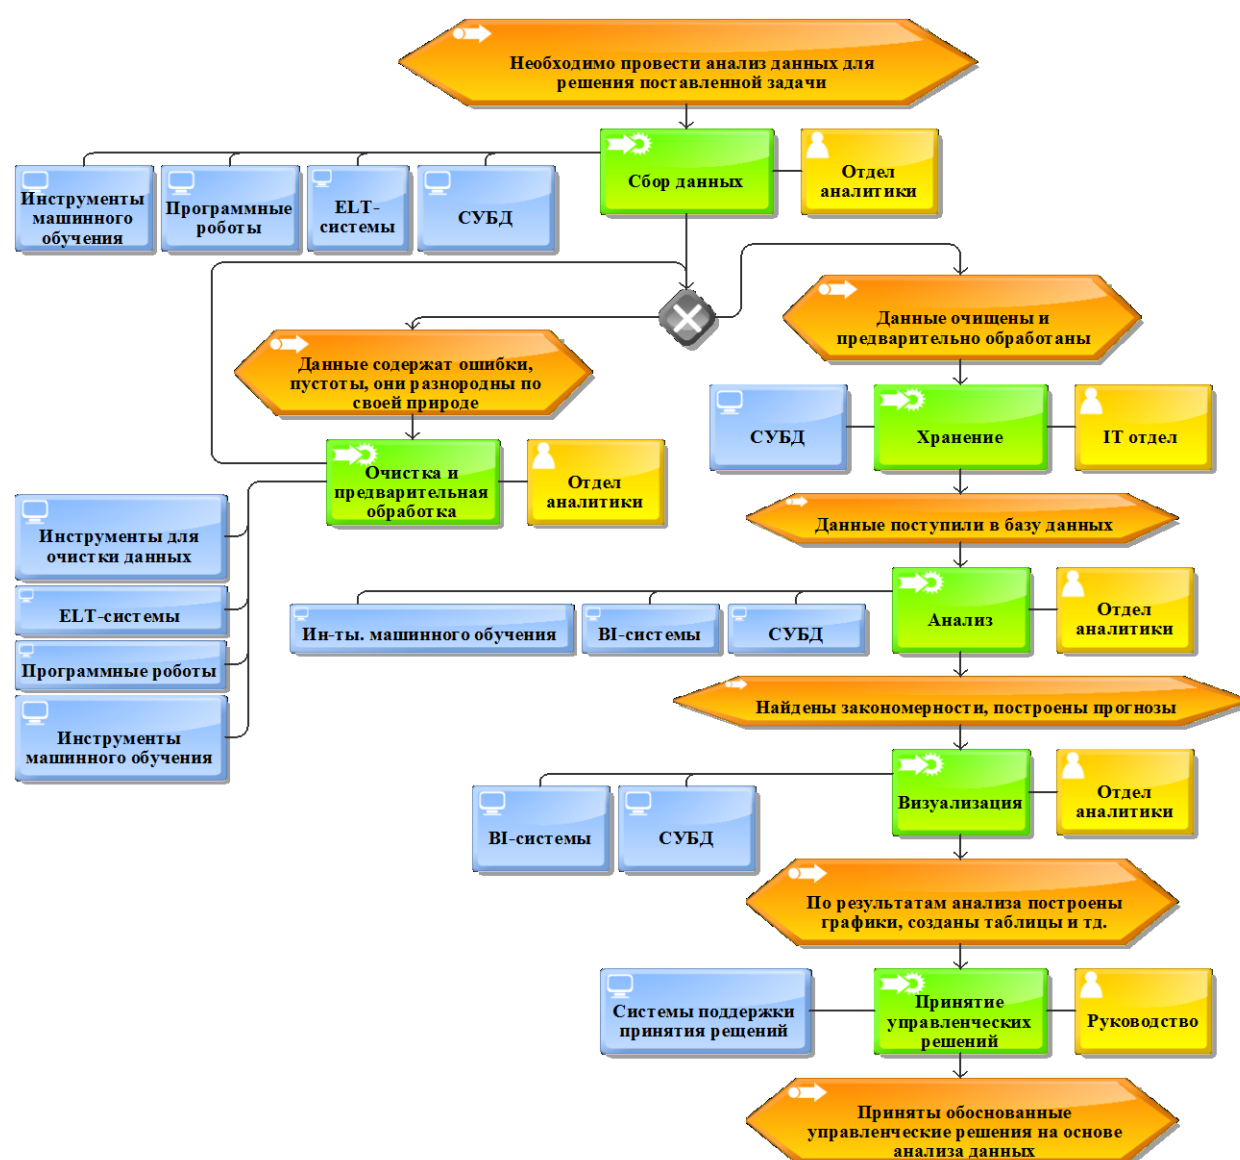 Необходимо провести анализ данных для
решения поставленной задачи
Сбор данных
Отдел
аналитики
Инструменты
машинного
обучения
Программные
роботы
ELT-
системы
СУБД
Данные очищены и
предварительно обработаны
Данные содержат ошибки,
пустоты, они разнородны по
своей природе
СУБД
Хранение
IT отдел
Очистка и
предварительная
обработка
Отдел
аналитики
Инструменты для
очистки данных
ELT-системы
Программные роботы
Инструменты
машинного обучения
Данные поступили в базу данных
Ин-ты. машинного обучения
BI-системы
СУБД
Анализ
Отдел
аналитики
Найдены закономерности, построены прогнозы
BI-системы
СУБД
Визуализация
Отдел
аналитики
По результатам анализа построены
графики, созданы таблицы и тд.
Системы поддержки
принятия рещений
Принятие
управленческих
решений
Руководство
Приняты обоснованные
управленческие решения на основе
анализа данных